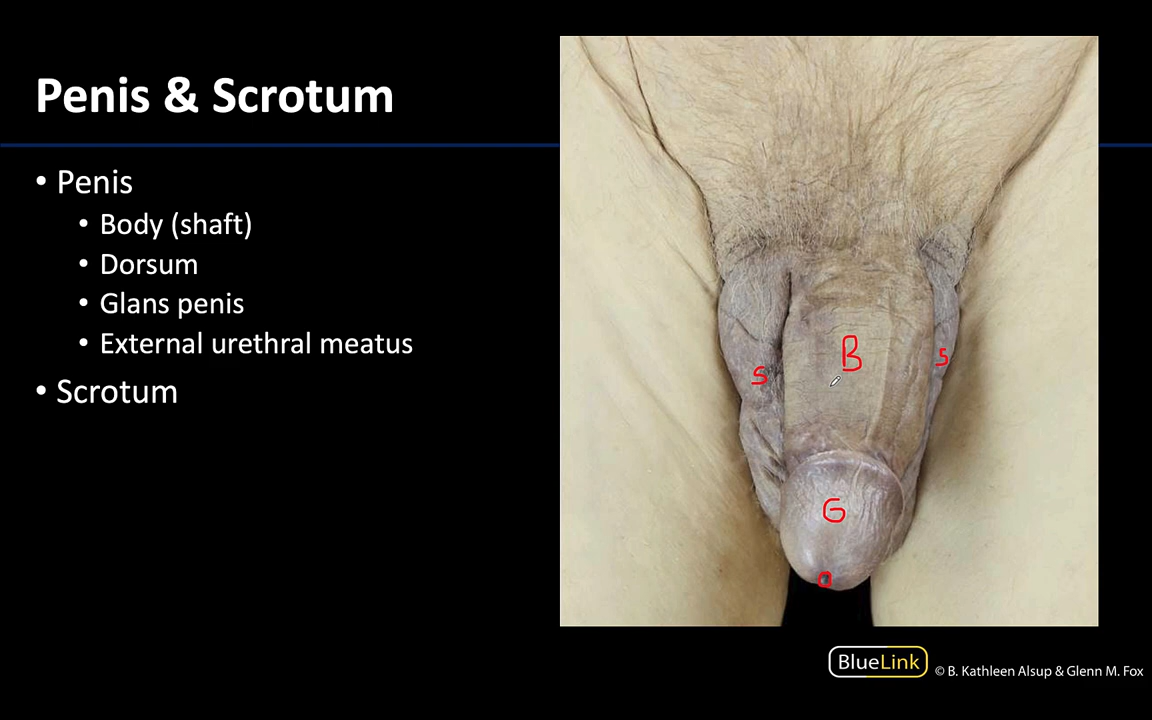 Penis & Scrotum
• Penis
• Body (shaft)
• Dorsum
• Glans penis
• External urethral meatus
• Scrotum
B
S
S
G
BlueLink
© B. Kathleen Alsup & Glenn M. Fox